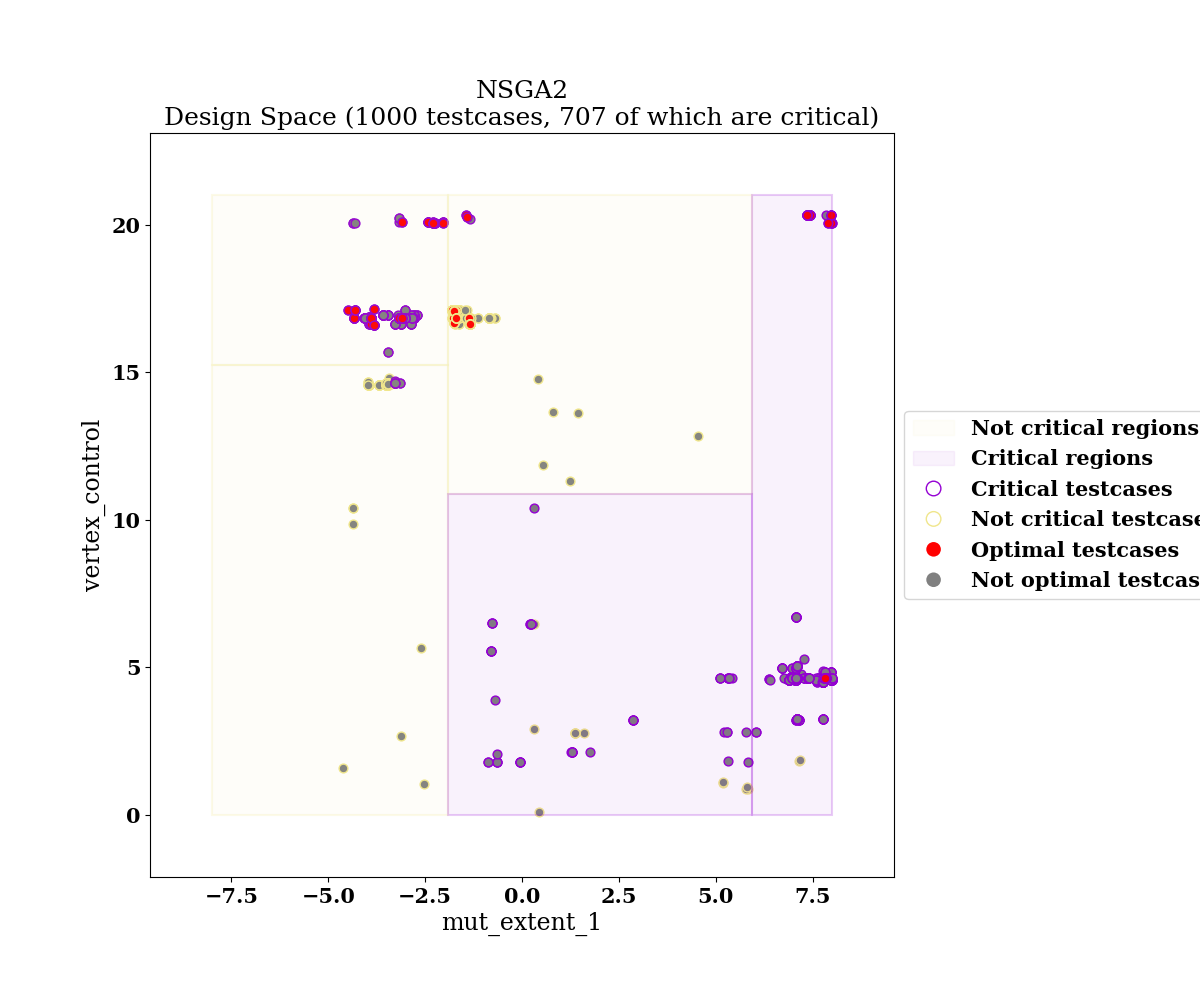 NSGA2
Design Space (1000 testcases, 707 of which are critical)
vertex_control
20
15
10
5
0
−7.5 −5.0 −2.5 0.0 2.5 5.0 7.5
mut_extent_1
Not critical regions
Critical regions
Critical testcases
Not critical testcase
Optimal testcases
Not optimal testcas